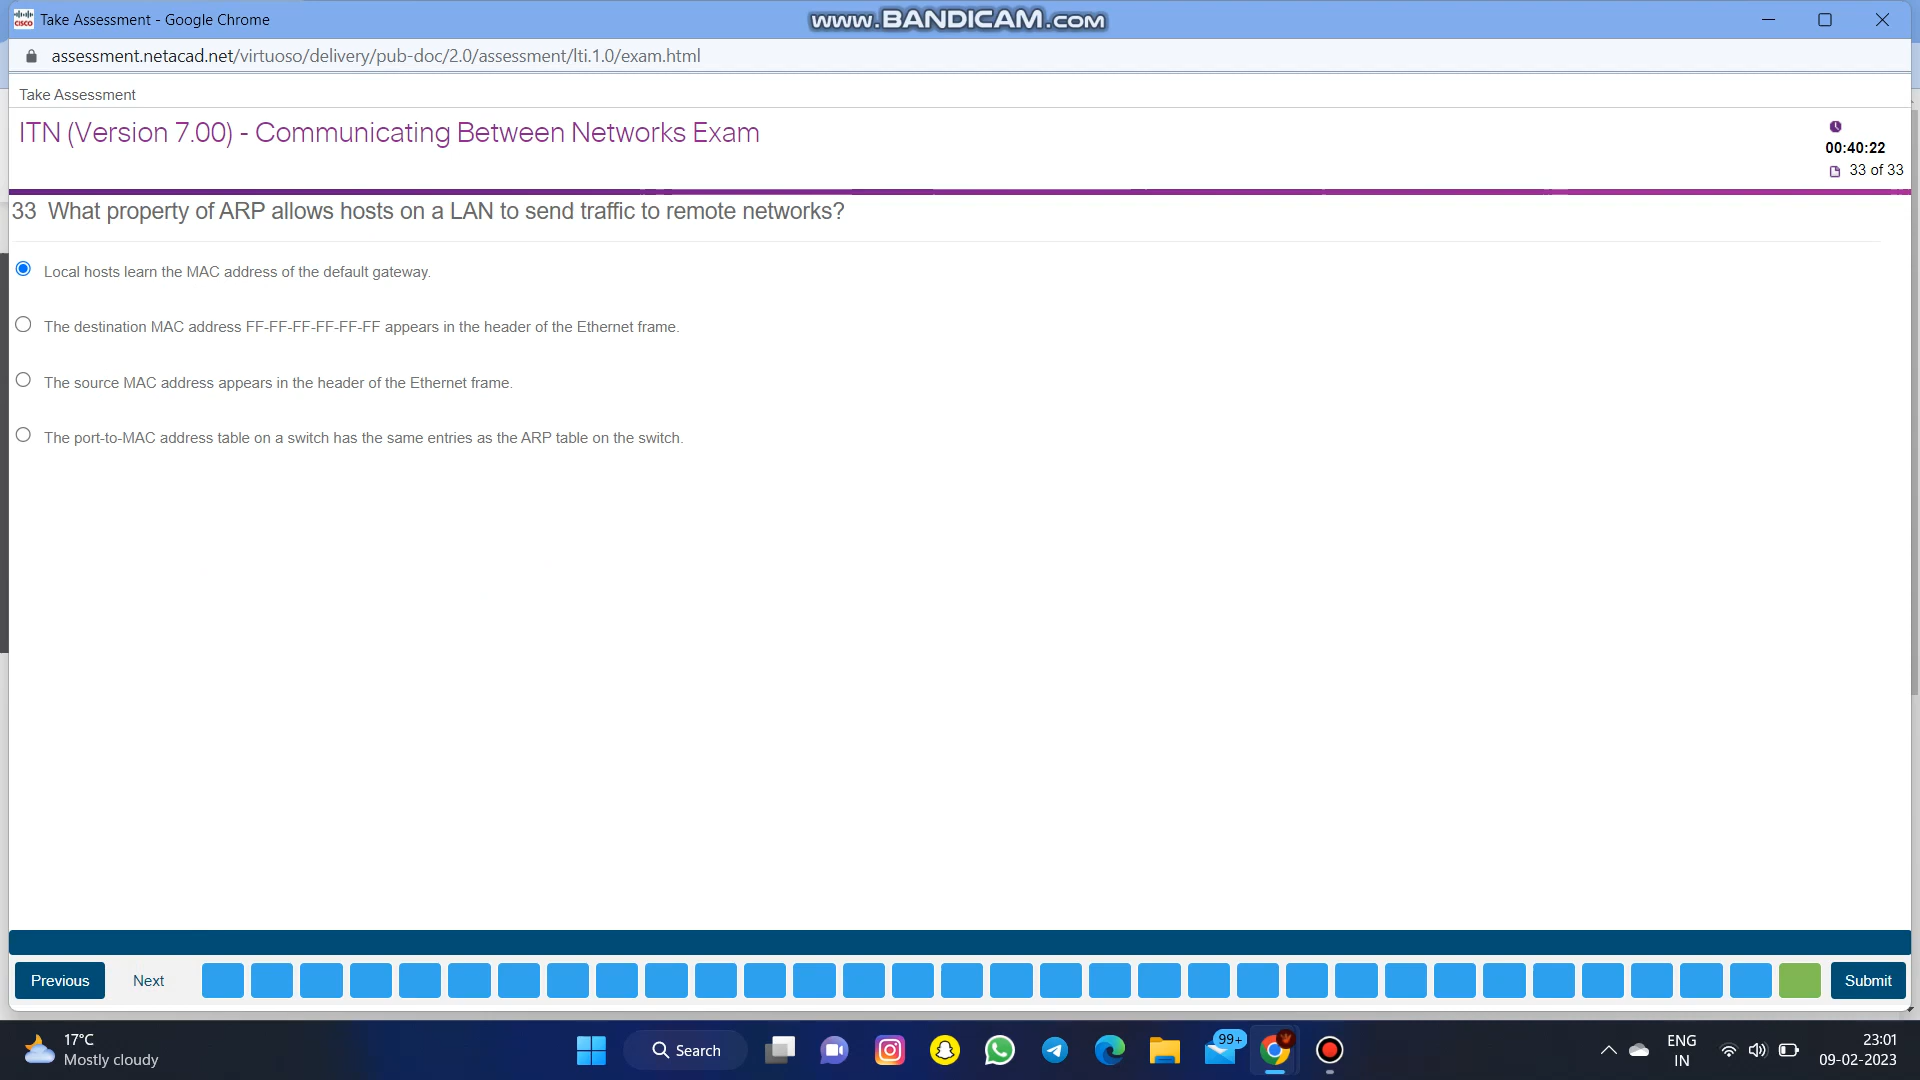 Take Assessment - Google Chrome
www.BANDICAM.com
assessment.netacad.net/virtuoso/delivery/pub-doc/2.0/assessment/lti.1.0/exam.html
Take Assessment
ITN (Version 7.00) - Communicating Between Networks Exam
00:40:22
33 of 33
33 What property of ARP allows hosts on a LAN to send traffic to remote networks?
Local hosts learn the MAC address of the default gateway.
The destination MAC address FF-FF-FF-FF-FF-FF appears in the header of the Ethernet frame.
The source MAC address appears in the header of the Ethernet frame.
The port-to-MAC address table on a switch has the same entries as the ARP table on the switch.
Previous Next Submit
17°C
Mostly cloudy
Search
99+
ENG
IN
23:01
09-02-2023